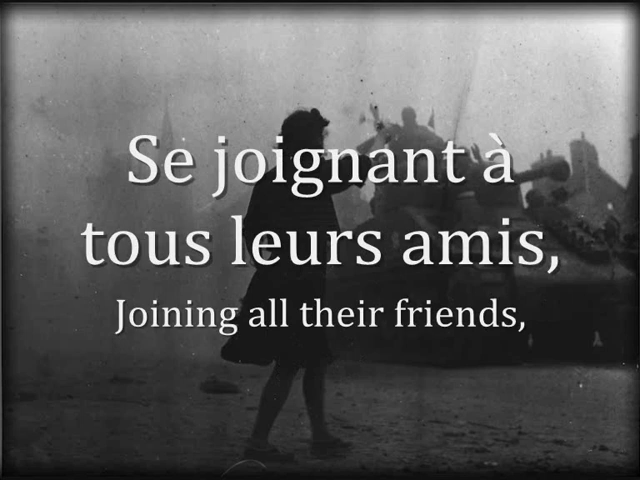 Se joignant à
tous leurs amis,
Joining all their friends,